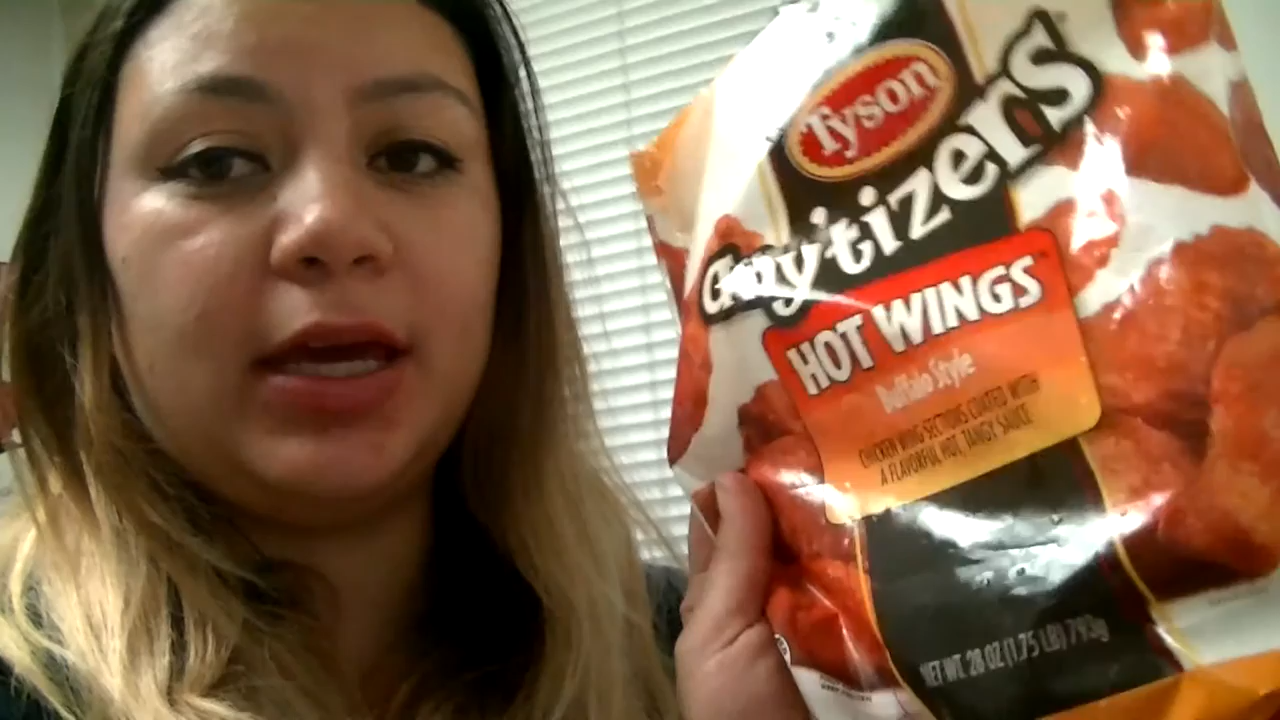 Tyson
Any'tizers
HOT WINGS
Buffalo Style
CHICKEN WING SECTIONS COATED WITH
A FLAVORFUL HOT, TANGY SAUCE
NET WT. 28 OZ (1.75 LB) 793g